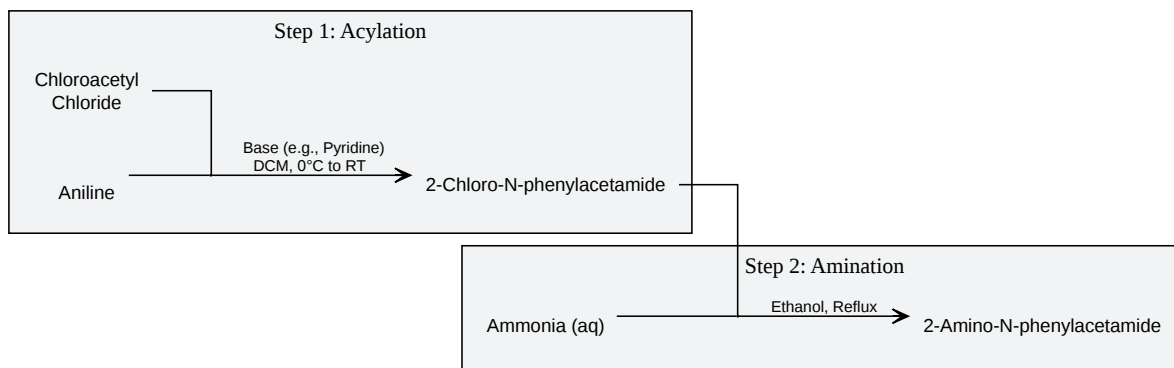 Step 1: Acylation
Chloroacetyl
Chloride
Base (e.g., Pyridine)
DCM, 0°C to RT
Aniline
2-Chloro-N-phenylacetamide
Step 2: Amination
Ammonia (aq)
Ethanol, Reflux
2-Amino-N-phenylacetamide